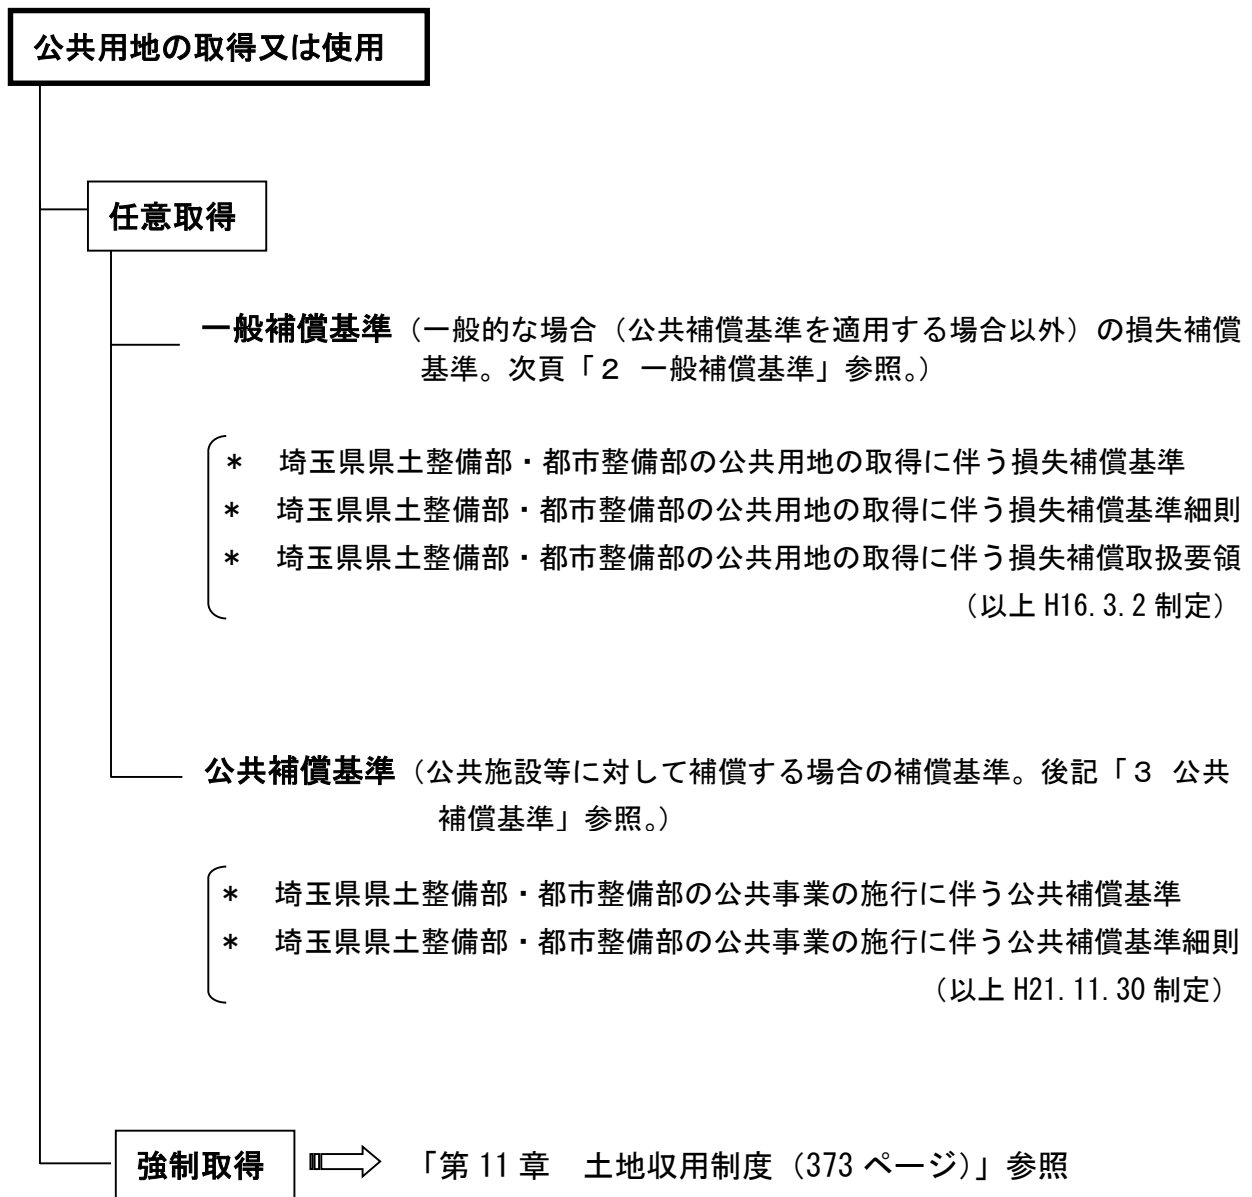 公共用地の取得又は使用
任意取得
一般補償基準（一般的な場合（公共補償基準を適用する場合以外）の損失補償
基準。次頁「２　一般補償基準」参照。）
*　埼玉県県土整備部・都市整備部の公共用地の取得に伴う損失補償基準
*　埼玉県県土整備部・都市整備部の公共用地の取得に伴う損失補償基準細則
*　埼玉県県土整備部・都市整備部の公共用地の取得に伴う損失補償取扱要領
（以上 H16.3.2 制定）
公共補償基準（公共施設等に対して補償する場合の補償基準。後記「３　公共
補償基準」参照。）
*　埼玉県県土整備部・都市整備部の公共事業の施行に伴う公共補償基準
*　埼玉県県土整備部・都市整備部の公共事業の施行に伴う公共補償基準細則
（以上 H21.11.30 制定）
強制取得　「第 11 章　土地収用制度（373 ページ）」参照